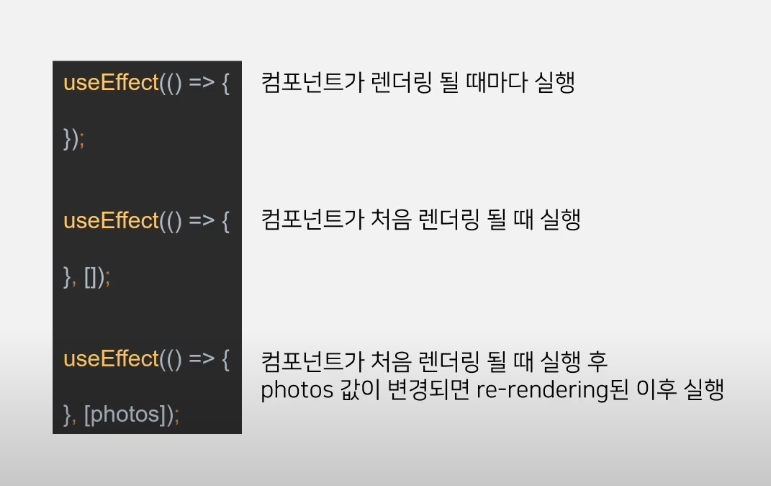 useEffect(() => {
컴포넌트가 렌더링 될 때마다 실행
});
useEffect(() => {
컴포넌트가 처음 렌더링 될 때 실행
}, []);
useEffect(() => {
컴포넌트가 처음 렌더링 될 때 실행 후
photos 값이 변경되면 re-rendering된 이후 실행
}, [photos]);